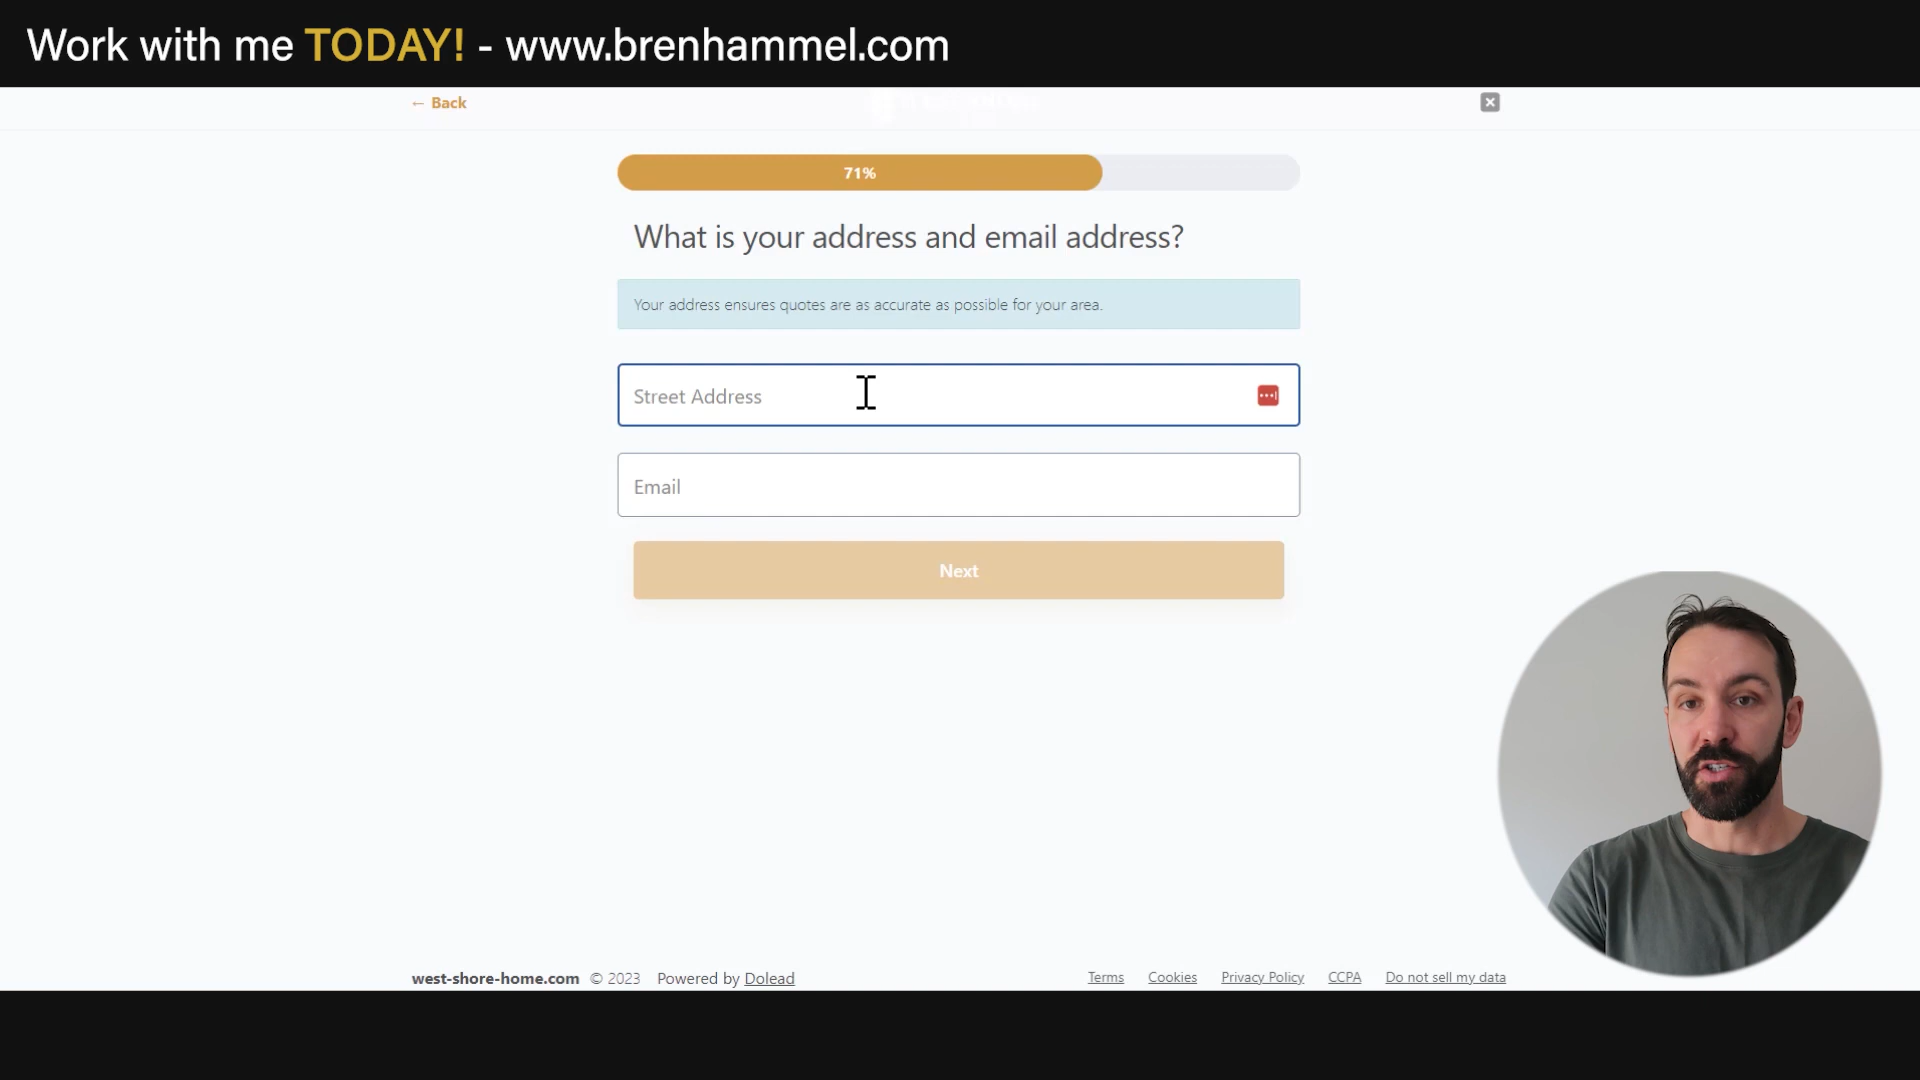 Work with me TODAY! - www.brenhammel.com
← Back
71%
What is your address and email address?
Your address ensures quotes are as accurate as possible for your area.
Street Address
Email
Next
west-shore-home.com © 2023 Powered by Dolead
Terms Cookies Privacy Policy CCPA Do not sell my data